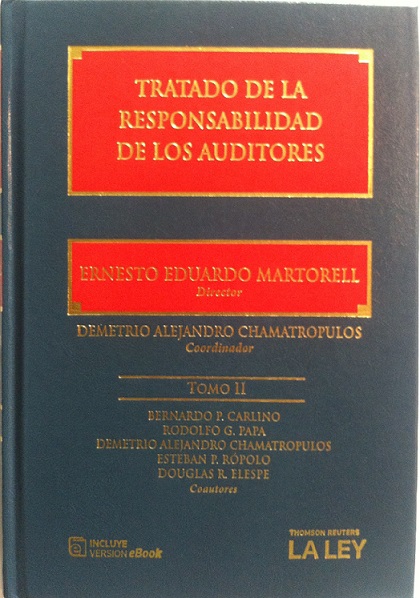 TRATADO DE LA
RESPONSABILIDAD
DE LOS AUDITORES
ERNESTO EDUARDO MARTORELL
Director
DEMETRIO ALEJANDRO CHAMATROPULOS
Coordinador
TOMO II
BERNARDO P. CARLINO
RODOLFO G. PAPA
DEMETRIO ALEJANDRO CHAMATROPULOS
ESTEBAN P. RÓPOLO
DOUGLAS R. ELESPE
Coautores
INCLUYE
VERSION eBook
THOMSON REUTERS
LA LEY